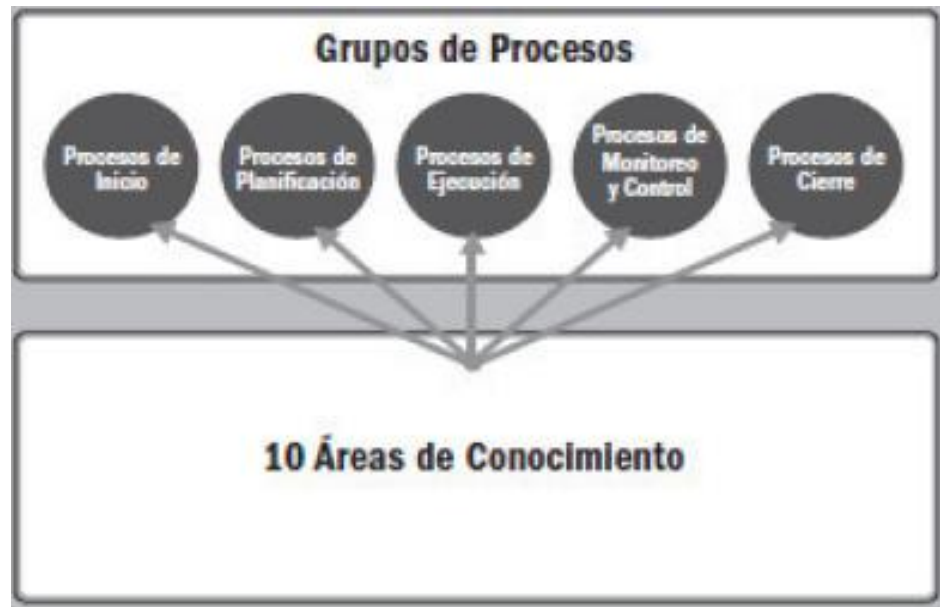 Grupos de Procesos
Procesos de
Inicio
Procesos de
Planificación
Procesos de
Ejecución
Procesos de
Monitoreo
y Control
Procesos de
Cierre
10 Áreas de Conocimiento